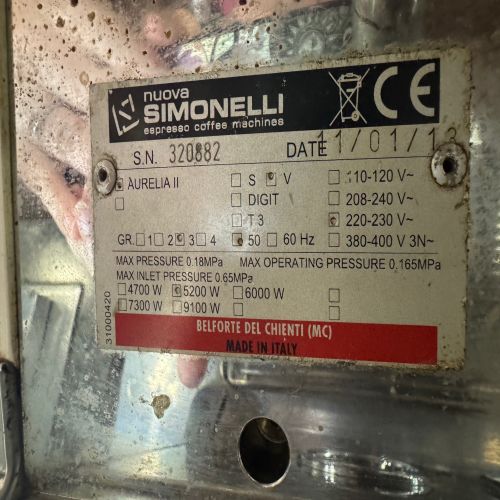 nuova
SIMONELLI
espresso coffee machines
CE
S.N. 320882 DATE 11/01/13
AURELIA II S V 110-120 V~
DIGIT 208-240 V~
T 3 220-230 V~
GR. 1 2 3 4 50 60 Hz 380-400 V 3N~
MAX PRESSURE 0.18MPa MAX OPERATING PRESSURE 0.165MPa
MAX INLET PRESSURE 0.65MPa
4700 W 5200 W 6000 W
7300 W 9100 W
31000420
BELFORTE DEL CHIENTI (MC)
MADE IN ITALY